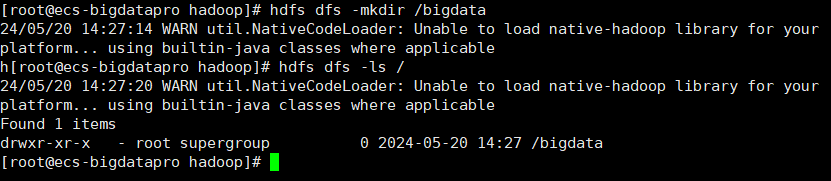 [root@ecs-bigdatapro hadoop]# hdfs dfs -mkdir /bigdata
24/05/20 14:27:14 WARN util.NativeCodeLoader: Unable to load native-hadoop library for your
platform... using builtin-java classes where applicable
h[root@ecs-bigdatapro hadoop]# hdfs dfs -ls /
24/05/20 14:27:20 WARN util.NativeCodeLoader: Unable to load native-hadoop library for your
platform... using builtin-java classes where applicable
Found 1 items
drwxr-xr-x   - root supergroup          0 2024-05-20 14:27 /bigdata
[root@ecs-bigdatapro hadoop]#